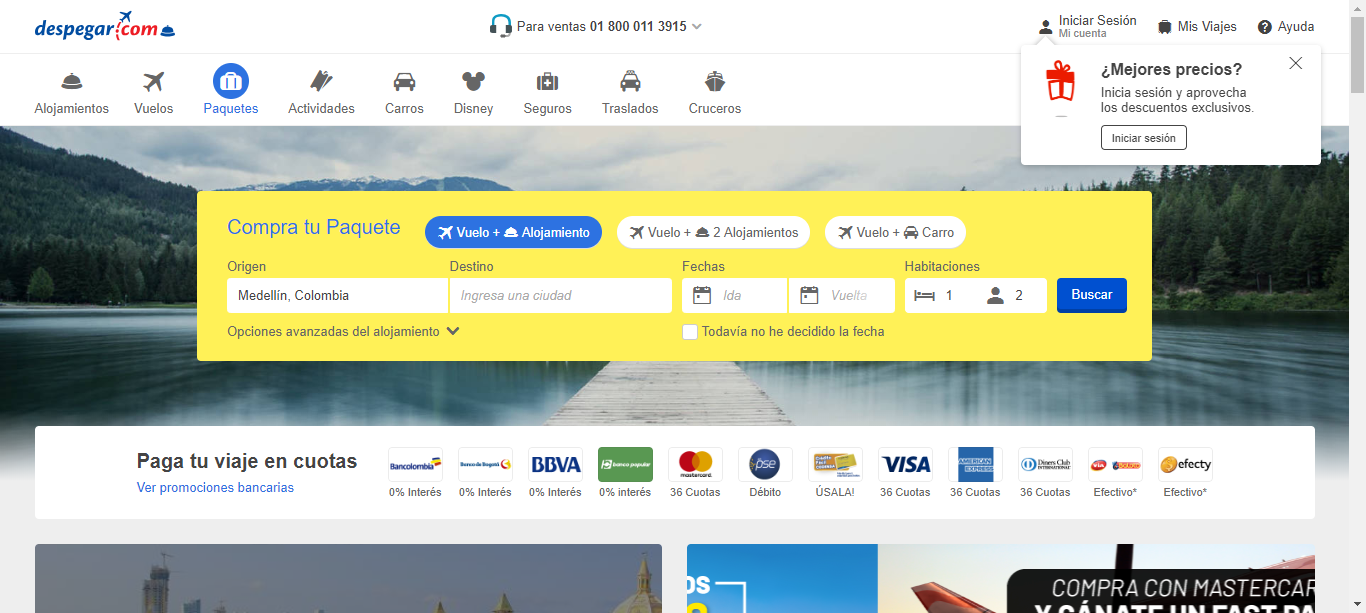 despegar.com
Para ventas 01 800 011 3915
Iniciar Sesión
Mi cuenta
Mis Viajes
Ayuda
¿Mejores precios?
Inicia sesión y aprovecha
los descuentos exclusivos.
Iniciar sesión
Alojamientos
Vuelos
Paquetes
Actividades
Carros
Disney
Seguros
Traslados
Cruceros
Compra tu Paquete
Vuelo + Alojamiento
Vuelo + 2 Alojamientos
Vuelo + Carro
Origen
Destino
Fechas
Habitaciones
Medellín, Colombia
Ingresa una ciudad
Ida
Vuelta
1
2
Buscar
Opciones avanzadas del alojamiento
Todavía no he decidido la fecha
Paga tu viaje en cuotas
Ver promociones bancarias
Bancolombia
Banco de Bogotá
BBVA
banco popular
mastercard
pse
VISA
AMERICAN EXPRESS
Diners Club INTERNATIONAL
via
BALOTO
efecty
0% Interés
0% Interés
0% Interés
0% interés
36 Cuotas
Débito
ÚSALA!
36 Cuotas
36 Cuotas
36 Cuotas
Efectivo*
Efectivo*
COMPRA CON MASTERCAR
Y GÁNATE UN FAST PA